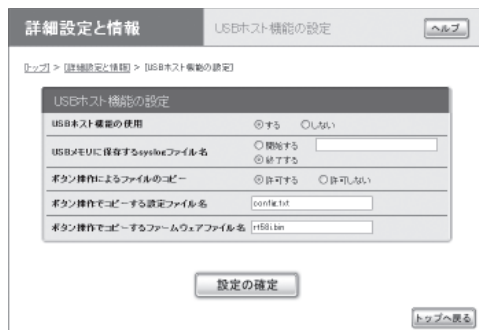 詳細設定と情報
USBホスト機能の設定
ヘルプ
[トップ] > [詳細設定と情報] > [USBホスト機能の設定]
USBホスト機能の設定
USBホスト機能の使用 する しない
USBメモリに保存するsyslogファイル名 開始する
終了する
ボタン操作によるファイルのコピー 許可する 許可しない
ボタン操作でコピーする設定ファイル名 config.txt
ボタン操作でコピーするファームウェアファイル名 rt58i.bin
設定の確定
トップへ戻る